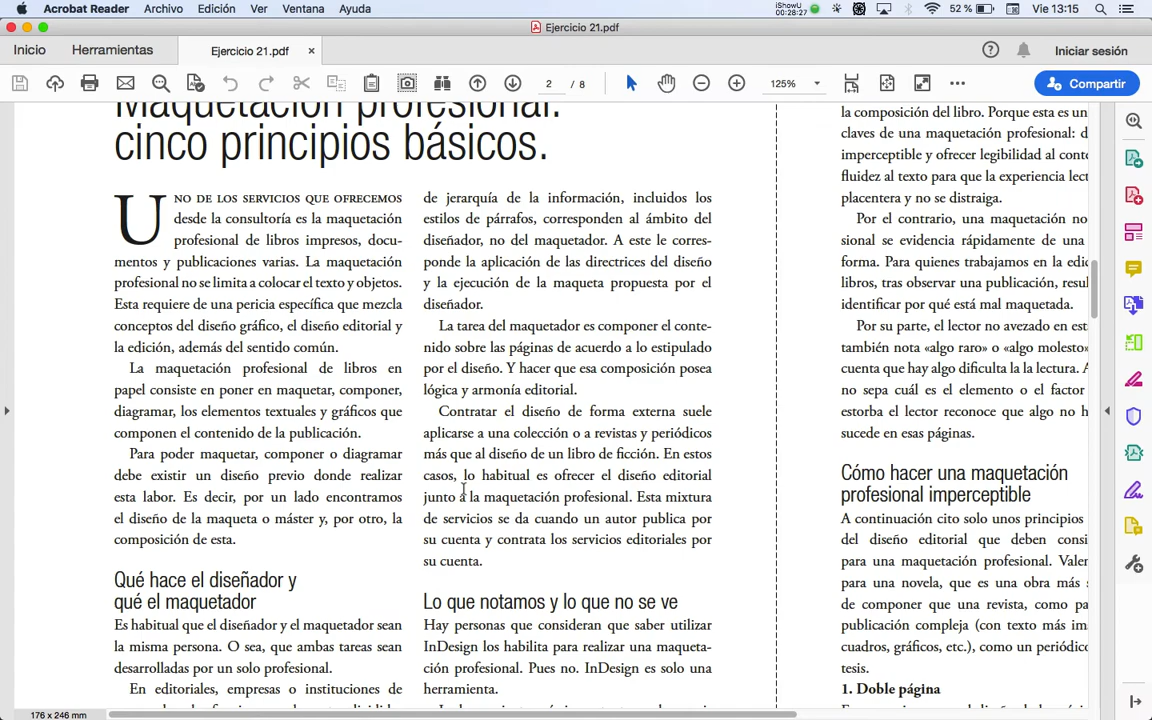 Acrobat Reader Archivo Edición Ver Ventana Ayuda
iShowU
00:28:27
52 %
Vie 13:15
Ejercicio 21.pdf
Inicio Herramientas Ejercicio 21.pdf × Iniciar sesión
2 / 8 125% Compartir
Maquetación profesional:
cinco principios básicos.
UNO DE LOS SERVICIOS QUE OFRECEMOS
desde la consultoría es la maquetación
profesional de libros impresos, docu-
mentos y publicaciones varias. La maquetación
profesional no se limita a colocar el texto y objetos.
Esta requiere de una pericia específica que mezcla
conceptos del diseño gráfico, el diseño editorial y
la edición, además del sentido común.
La maquetación profesional de libros en
papel consiste en poner en maquetar, componer,
diagramar, los elementos textuales y gráficos que
componen el contenido de la publicación.
Para poder maquetar, componer o diagramar
debe existir un diseño previo donde realizar
esta labor. Es decir, por un lado encontramos
el diseño de la maqueta o máster y, por otro, la
composición de esta.
Qué hace el diseñador y
qué el maquetador
Es habitual que el diseñador y el maquetador sean
la misma persona. O sea, que ambas tareas sean
desarrolladas por un solo profesional.
En editoriales, empresas o instituciones de
de jerarquía de la información, incluidos los
estilos de párrafos, corresponden al ámbito del
diseñador, no del maquetador. A este le corres-
ponde la aplicación de las directrices del diseño
y la ejecución de la maqueta propuesta por el
diseñador.
La tarea del maquetador es componer el conte-
nido sobre las páginas de acuerdo a lo estipulado
por el diseño. Y hacer que esa composición posea
lógica y armonía editorial.
Contratar el diseño de forma externa suele
aplicarse a una colección o a revistas y periódicos
más que al diseño de un libro de ficción. En estos
casos, lo habitual es ofrecer el diseño editorial
junto a la maquetación profesional. Esta mixtura
de servicios se da cuando un autor publica por
su cuenta y contrata los servicios editoriales por
su cuenta.
Lo que notamos y lo que no se ve
Hay personas que consideran que saber utilizar
InDesign los habilita para realizar una maqueta-
ción profesional. Pues no. InDesign es solo una
herramienta.
la composición del libro. Porque esta es un
claves de una maquetación profesional: d
imperceptible y ofrecer legibilidad al conte
fluidez al texto para que la experiencia lect
placentera y no se distraiga.
Por el contrario, una maquetación no
sional se evidencia rápidamente de una
forma. Para quienes trabajamos en la edic
libros, tras observar una publicación, resul
identificar por qué está mal maquetada.
Por su parte, el lector no avezado en est
también nota «algo raro» o «algo molesto»
cuenta que hay algo dificulta la la lectura. A
no sepa cuál es el elemento o el factor
estorba el lector reconoce que algo no h
sucede en esas páginas.
Cómo hacer una maquetación
profesional imperceptible
A continuación cito solo unos principios
del diseño editorial que deben consi
para una maquetación profesional. Valen
para una novela, que es una obra más s
de componer que una revista, como pa
publicación compleja (con texto más im
cuadros, gráficos, etc.), como un periódico
tesis.
1. Doble página
176 x 246 mm